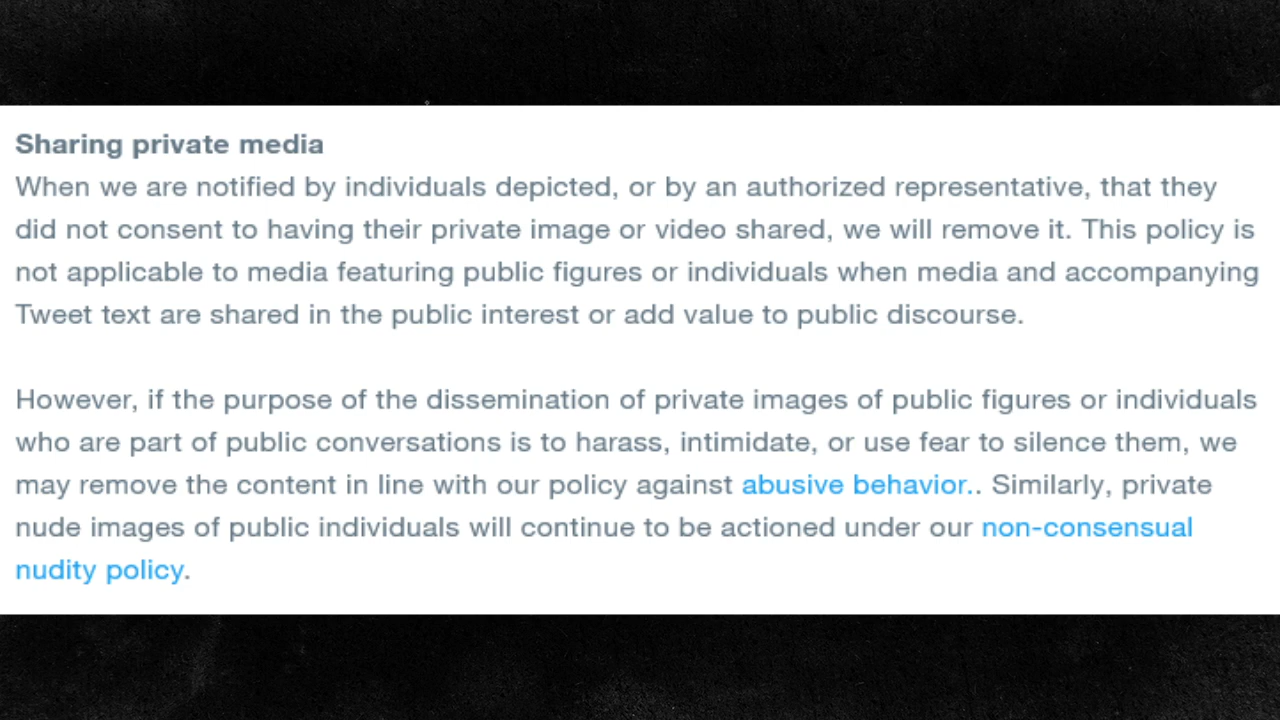 Sharing private media
When we are notified by individuals depicted, or by an authorized representative, that they
did not consent to having their private image or video shared, we will remove it. This policy is
not applicable to media featuring public figures or individuals when media and accompanying
Tweet text are shared in the public interest or add value to public discourse.
However, if the purpose of the dissemination of private images of public figures or individuals
who are part of public conversations is to harass, intimidate, or use fear to silence them, we
may remove the content in line with our policy against abusive behavior.. Similarly, private
nude images of public individuals will continue to be actioned under our non-consensual
nudity policy.